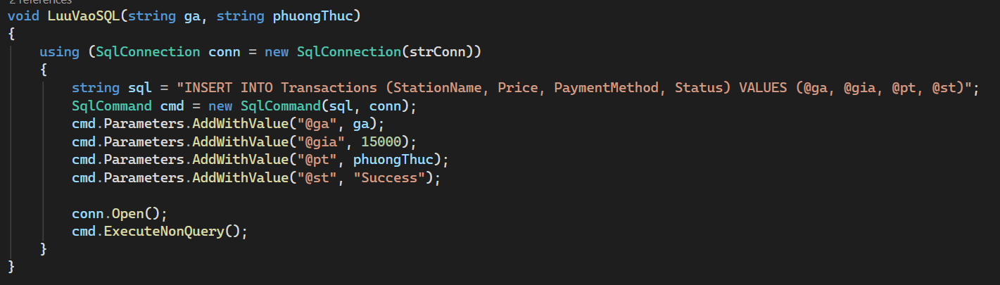 2 references
void LuuVaoSQL(string ga, string phuongThuc)
{
    using (SqlConnection conn = new SqlConnection(strConn))
    {
        string sql = "INSERT INTO Transactions (StationName, Price, PaymentMethod, Status) VALUES (@ga, @gia, @pt, @st)";
        SqlCommand cmd = new SqlCommand(sql, conn);
        cmd.Parameters.AddWithValue("@ga", ga);
        cmd.Parameters.AddWithValue("@gia", 15000);
        cmd.Parameters.AddWithValue("@pt", phuongThuc);
        cmd.Parameters.AddWithValue("@st", "Success");
        conn.Open();
        cmd.ExecuteNonQuery();
    }
}